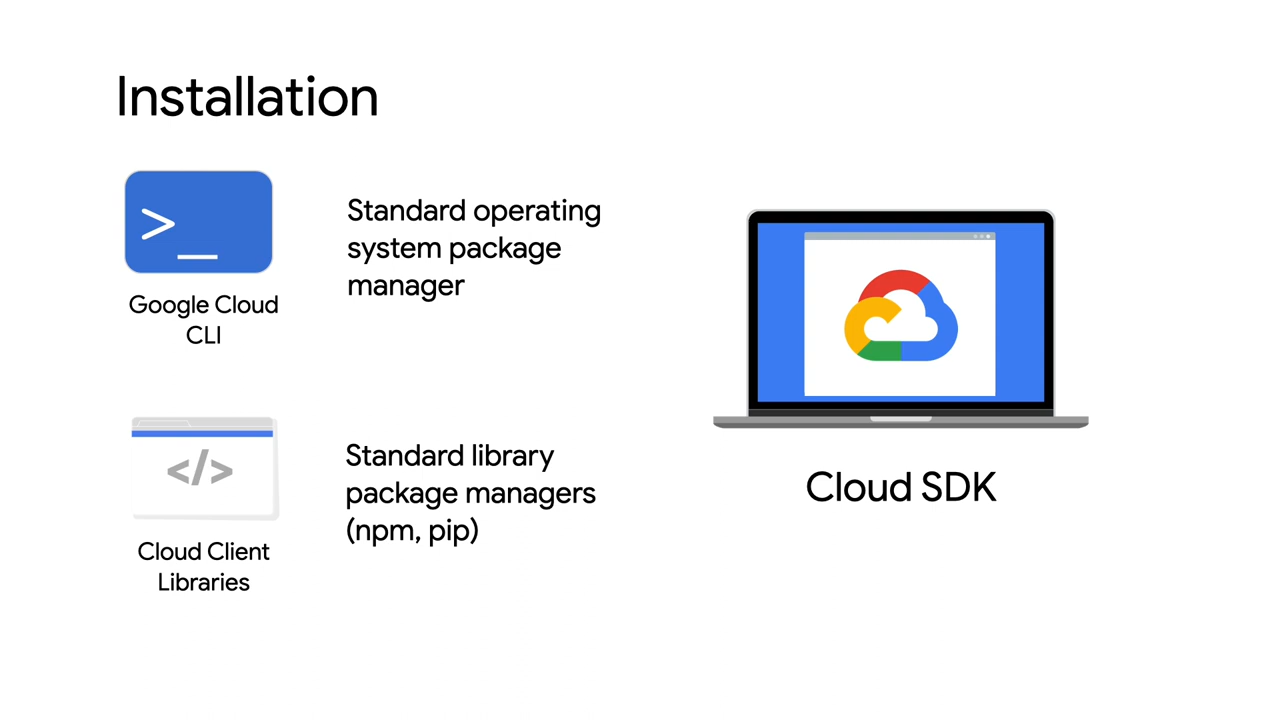 Installation
>_
Google Cloud
CLI
Standard operating
system package
manager
</>
Cloud Client
Libraries
Standard library
package managers
(npm, pip)
Cloud SDK